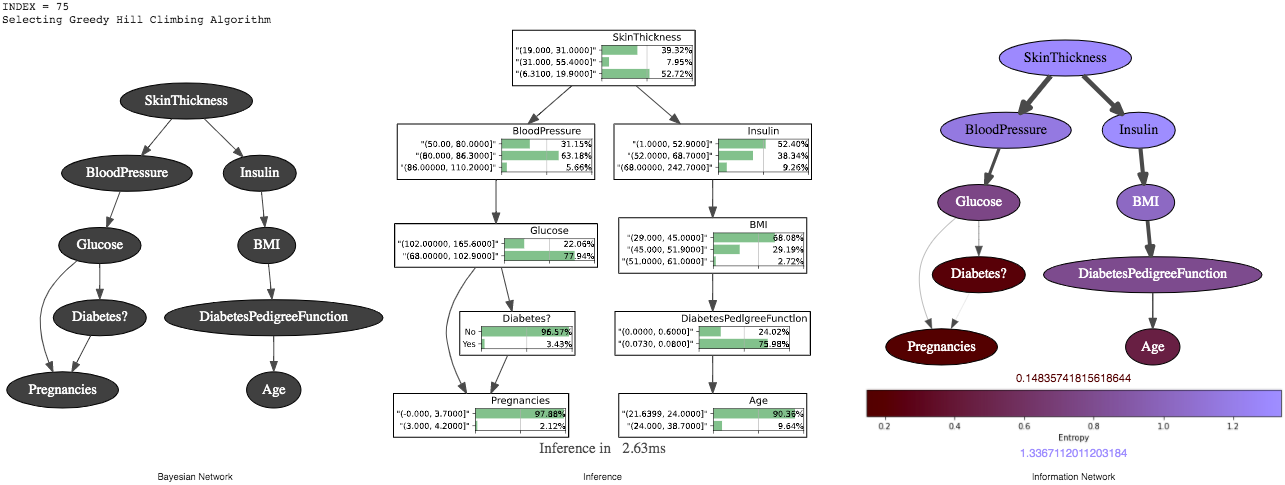 INDEX = 75
Selecting Greedy Hill Climbing Algorithm
SkinThickness
BloodPressure
Insulin
Glucose
BMI
Diabetes?
DiabetesPedigreeFunction
Pregnancies
Age
Bayesian Network
SkinThickness
"(19.000, 31.0000]" 39.32%
"(31.000, 55.4000]" 7.95%
"(6.3100, 19.9000]" 52.72%
BloodPressure
"(50.00, 80.0000]" 31.15%
"(80.000, 86.3000]" 63.18%
"(86.00000, 110.2000]" 5.66%
Insulin
"(1.0000, 52.9000]" 52.40%
"(52.0000, 68.7000]" 38.34%
"(68.00000, 242.7000]" 9.26%
Glucose
"(102.00000, 165.6000]" 22.06%
"(68.00000, 102.9000]" 77.94%
BMI
"(29.000, 45.0000]" 68.08%
"(45.000, 51.9000]" 29.19%
"(51.0000, 61.0000]" 2.72%
Diabetes?
No 96.57%
Yes 3.43%
DiabetesPedigreeFunction
"(0.0000, 0.6000]" 24.02%
"(0.0730, 0.0800]" 75.98%
Pregnancies
"(-0.000, 3.7000]" 97.88%
"(3.000, 4.2000]" 2.12%
Age
"(21.6399, 24.0000]" 90.36%
"(24.000, 38.7000]" 9.64%
Inference in 2.63ms
Inference
SkinThickness
BloodPressure
Insulin
Glucose
BMI
Diabetes?
DiabetesPedigreeFunction
Pregnancies
Age
0.14835741815618644
0.2 0.4 0.6 0.8 1.0 1.2
Entropy
1.3367112011203184
Information Network